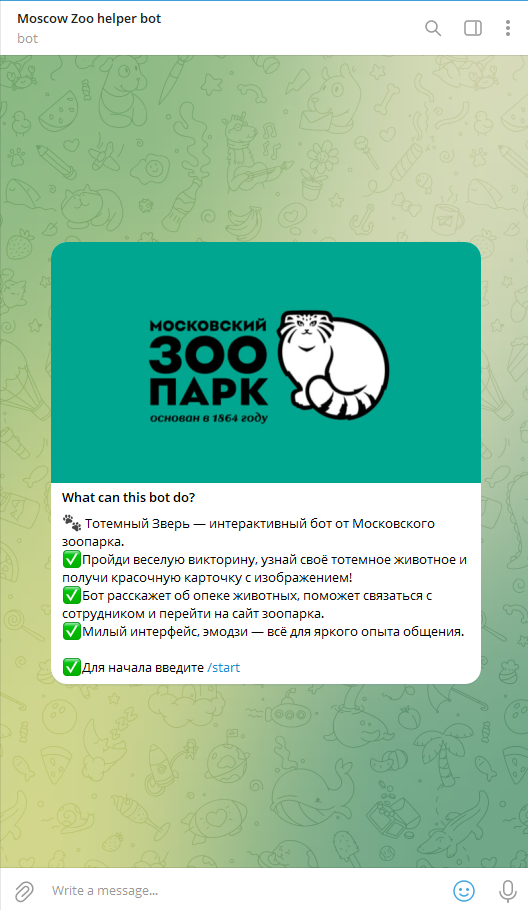 Moscow Zoo helper bot
bot
МОСКОВСКИЙ
ЗОО
ПАРК
основан в 1864 году
What can this bot do?
🐾 Тотемный Зверь — интерактивный бот от Московского
зоопарка.
✅Пройди веселую викторину, узнай своё тотемное животное и
получи красочную карточку с изображением!
✅Бот расскажет об опеке животных, поможет связаться с
сотрудником и перейти на сайт зоопарка.
✅Милый интерфейс, эмодзи — всё для яркого опыта общения.
✅Для начала введите /start
Write a message...